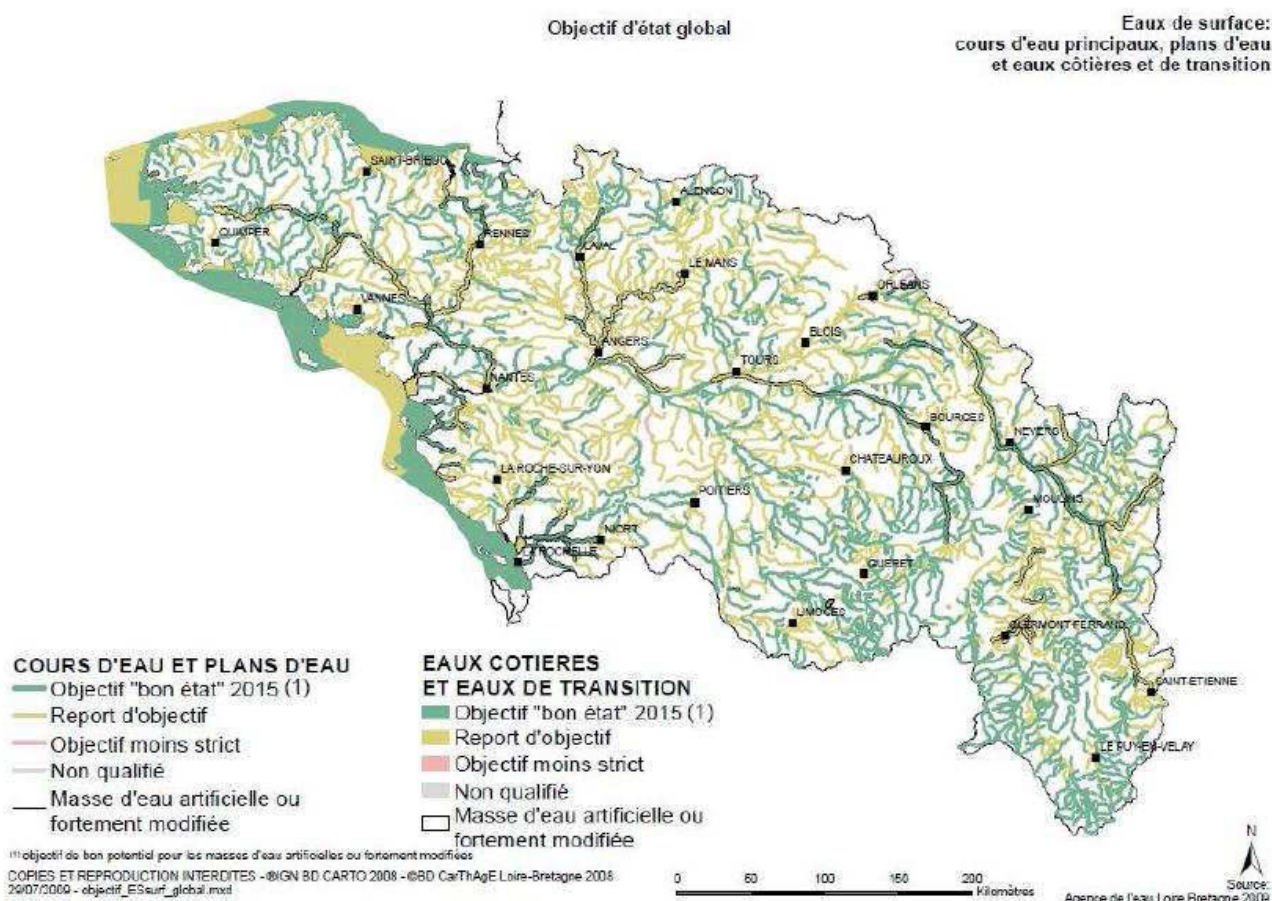 Objectif d'état global
Eaux de surface:
cours d'eau principaux, plans d'eau
et eaux côtières et de transition
SAINT-BRIEUC
ALENCON
QUIMPER
RENNES
LAVAL
LE MANS
ORLEANS
VANNES
BLOIS
ANGERS
TOURS
NANTES
BOURGES
NEVERS
CHATEAUROUX
LA ROCHE-SUR-YON
POITIERS
MOULINS
NIORT
LA ROCHELLE
GUERET
LIMOGES
CLERMONT-FERRAND
SAINT-ETIENNE
LE PUY-EN-VELAY
COURS D'EAU ET PLANS D'EAU
Objectif "bon état" 2015 (1)
Report d'objectif
Objectif moins strict
Non qualifié
Masse d'eau artificielle ou
fortement modifiée
EAUX COTIERES
ET EAUX DE TRANSITION
Objectif "bon état" 2015 (1)
Report d'objectif
Objectif moins strict
Non qualifié
Masse d'eau artificielle ou
fortement modifiée
(1) objectif de bon potentiel pour les masses d'eau artificielles ou fortement modifiées
COPIES ET REPRODUCTION INTERDITES - ©IGN BD CARTO 2008 - ©BD CarThAgE Loire-Bretagne 2008
29/07/2009 - objectif_ESsurf_global.mxd
0 50 100 150 200
Kilomètres
N
Source:
Agence de l'eau Loire Bretagne 2009